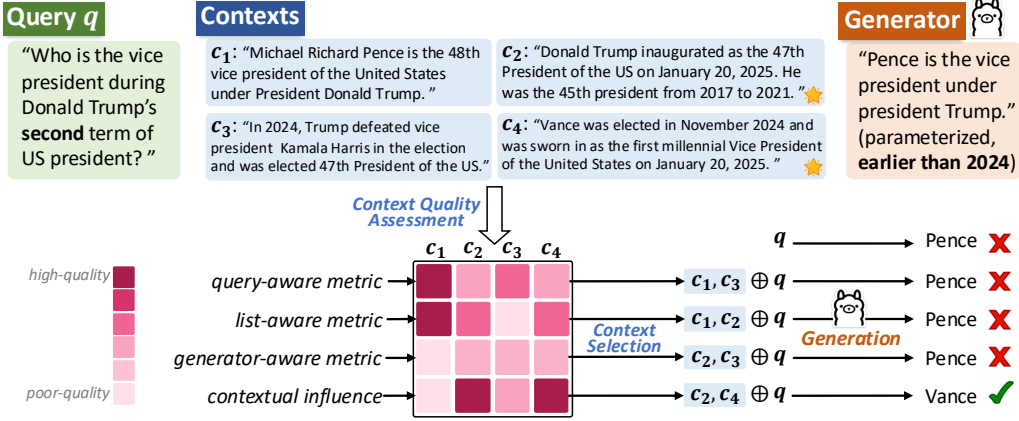 Query q
Contexts
Generator
"Who is the vice
president during
Donald Trump's
second term of
US president? "
c1: "Michael Richard Pence is the 48th
vice president of the United States
under President Donald Trump. "
c2: "Donald Trump inaugurated as the 47th
President of the US on January 20, 2025. He
was the 45th president from 2017 to 2021. "
c3: "In 2024, Trump defeated vice
president Kamala Harris in the election
and was elected 47th President of the US."
c4: "Vance was elected in November 2024 and
was sworn in as the first millennial Vice President
of the United States on January 20, 2025. "
"Pence is the vice
president under
president Trump."
(parameterized,
earlier than 2024)
Context Quality
Assessment
c1 c2 c3 c4
high-quality
poor-quality
query-aware metric
list-aware metric
generator-aware metric
contextual influence
Context
Selection
q
c1, c3 ⊕ q
c1, c2 ⊕ q
c2, c3 ⊕ q
c2, c4 ⊕ q
Generation
Pence
Pence
Pence
Pence
Vance